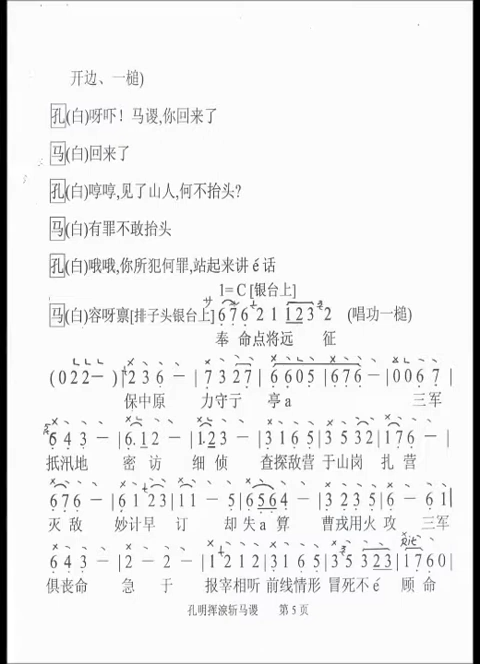 开边、一槌)
孔(白)呀吓!马谡,你回来了
马(白)回来了
孔(白)哼哼,见了山人,何不抬头?
马(白)有罪不敢抬头
孔(白)哦哦,你所犯何罪,站起来讲é话
1=C [银台上]
马(白)容呀禀[排子头银台上] 6 7 6 2 1 1 2 3 2 (唱功一槌)
奉 命点将远 征
(0 2 2 — )| 2 3 6 — | 7 3 2 7 | 6 6 0 5 | 6 7 6 — | 0 0 6 7 |
保中原 力守亍 亭a 三军
6 4 3 — | 6. 1 2 — | 1. 2 3 — | 3 1 6 5 | 3 5 3 2 | 1 7 6 — |
抵汛地 密 访 细 侦 查探敌营 于山岗 扎 营
6 7 6 — | 6 1 2 3 | 1 1 — 5 | 6 5 6 4 — | 3 2 3 5 | 6 — 6 1 |
灭 敌 妙计早 订 却 失a 算 曹戎用火 攻 三军
6 4 3 — | 2 — 2 — | 1 2 1 2 | 3 1 6 5 | 3 5 3 2 3 | 1 7 6 0 |
俱丧命 急 于 报宰相听 前线情形 冒死不é 顾 命
孔明挥淚斩马谡 第 5 页